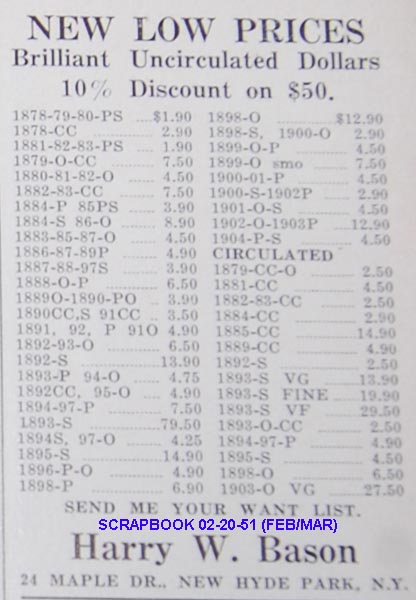 NEW LOW PRICES
Brilliant Uncirculated Dollars
10% Discount on $50.
1878-79-80-PS ....$1.90
1878-CC .......... 2.90
1881-82-83-PS .... 1.90
1879-O-CC ........ 7.50
1880-81-82-O ..... 4.50
1882-83-CC ....... 7.50
1884-P 85PS ...... 3.90
1884-S 86-O ...... 8.90
1883-85-87-O ..... 4.50
1886-87-89P ...... 4.90
1887-88-97S ...... 3.90
1888-O-P ......... 6.50
1889O-1890-PO .. 3.90
1890CC,S 91CC .. 3.50
1891, 92, P 91O 4.90
1892-93-O ........ 6.50
1892-S ...........13.90
1893-P 94-O ...... 4.75
1892CC, 95-O .... 4.90
1894-97-P ........ 7.50
1893-S ...........79.50
1894S, 97-O ...... 4.25
1895-S ...........14.90
1896-P-O ......... 4.90
1898-P ........... 6.90
1898-O ...........$12.90
1898-S, 1900-O 2.90
1899-O-P ......... 4.50
1899-O smo ....... 7.50
1900-01-P ........ 4.50
1900-S-1902P .... 2.90
1901-O-S ......... 4.50
1902-O-1903P ....12.90
1904-P-S ......... 4.50
CIRCULATED
1879-CC-O ........ 2.50
1881-CC .......... 4.50
1882-83-CC ....... 2.50
1884-CC .......... 2.90
1885-CC ..........14.90
1889-CC .......... 4.90
1892-S ........... 2.50
1893-S VG ........13.90
1893-S FINE ......19.90
1893-S VF ........29.50
1893-O-CC ........ 2.50
1894-97-P ........ 4.90
1895-S ........... 4.50
1898-O ........... 6.50
1903-O VG ........27.50
SEND ME YOUR WANT LIST.
SCRAPBOOK 02-20-51 (FEB/MAR)
Harry W. Bason
24 MAPLE DR., NEW HYDE PARK, N.Y.